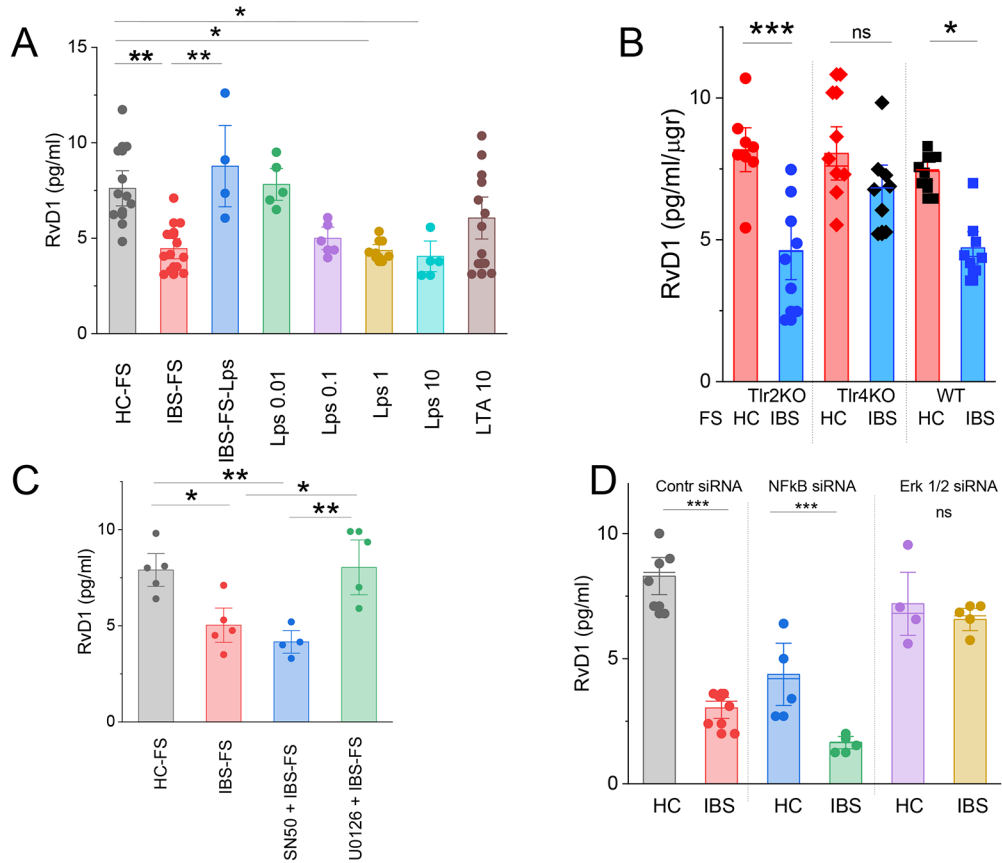 A
*
*
** **
15
10
5
0
RvD1 (pg/ml)
HC-FS
IBS-FS
IBS-FS-Lps
Lps 0.01
Lps 0.1
Lps 1
Lps 10
LTA 10
B
*** ns *
10
5
0
RvD1 (pg/ml/μgr)
Tlr2KO Tlr4KO WT
FS HC IBS HC IBS HC IBS
C
**
* *
**
10
5
0
RvD1 (pg/ml)
HC-FS
IBS-FS
SN50 + IBS-FS
U0126 + IBS-FS
D
Contr siRNA NFkB siRNA Erk 1/2 siRNA
*** *** ns
10
5
0
RvD1 (pg/ml)
HC IBS HC IBS HC IBS